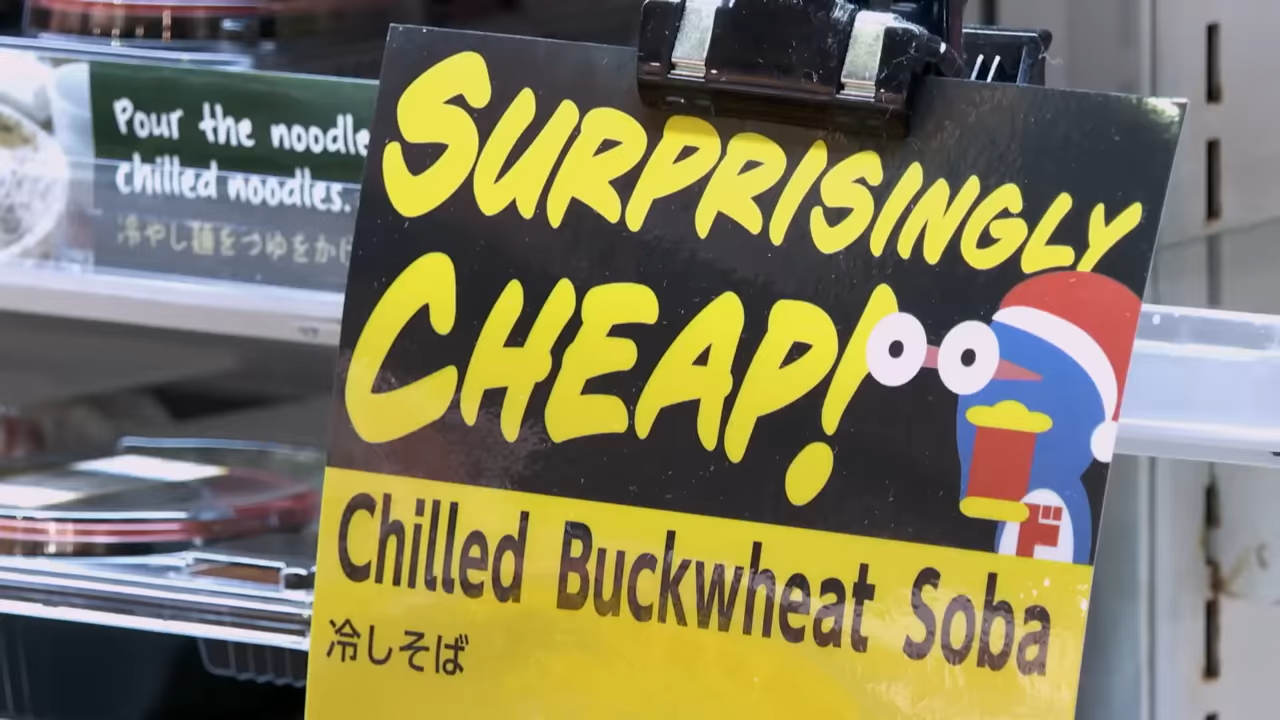 Pour the noodle
chilled noodles.
冷やし麺をつゆをかけ
SURPRISINGLY
CHEAP!
ド
Chilled Buckwheat Soba
冷しそば